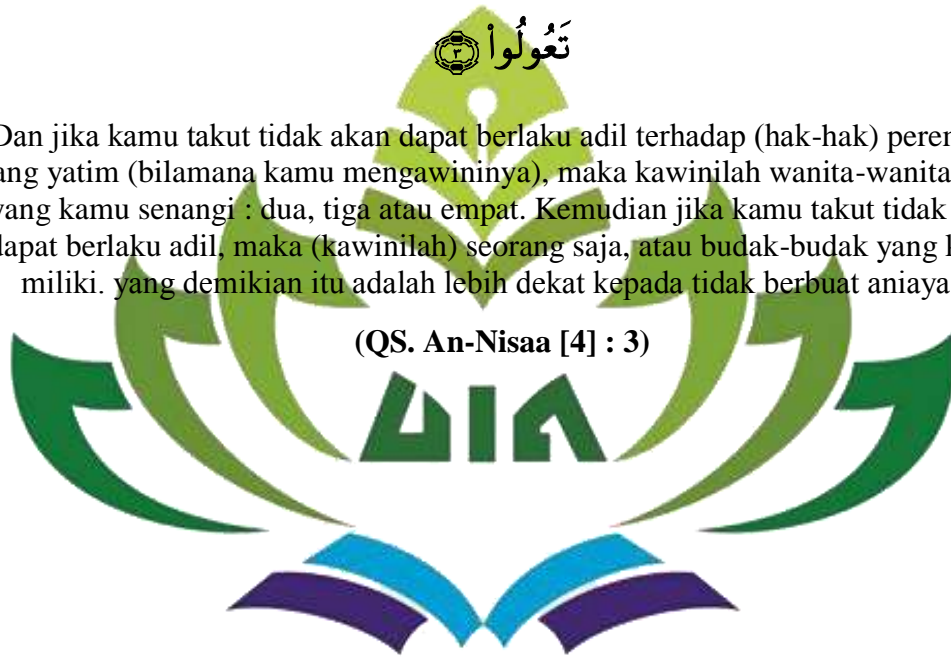 تَعُولُواْ ۝٣
Dan jika kamu takut tidak akan dapat berlaku adil terhadap (hak-hak)
yatim (bilamana kamu mengawininya), maka kawinilah wanita-wanita
yang kamu senangi : dua, tiga atau empat. Kemudian jika kamu takut tidak
dapat berlaku adil, maka (kawinilah) seorang saja, atau budak-budak yang
miliki. yang demikian itu adalah lebih dekat kepada tidak berbuat aniaya
(QS. An-Nisaa [4] : 3)
UIN